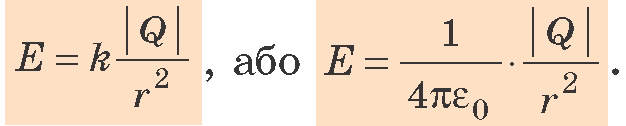 E = k |Q| / r², або E = 1 / 4πε₀ · |Q| / r².